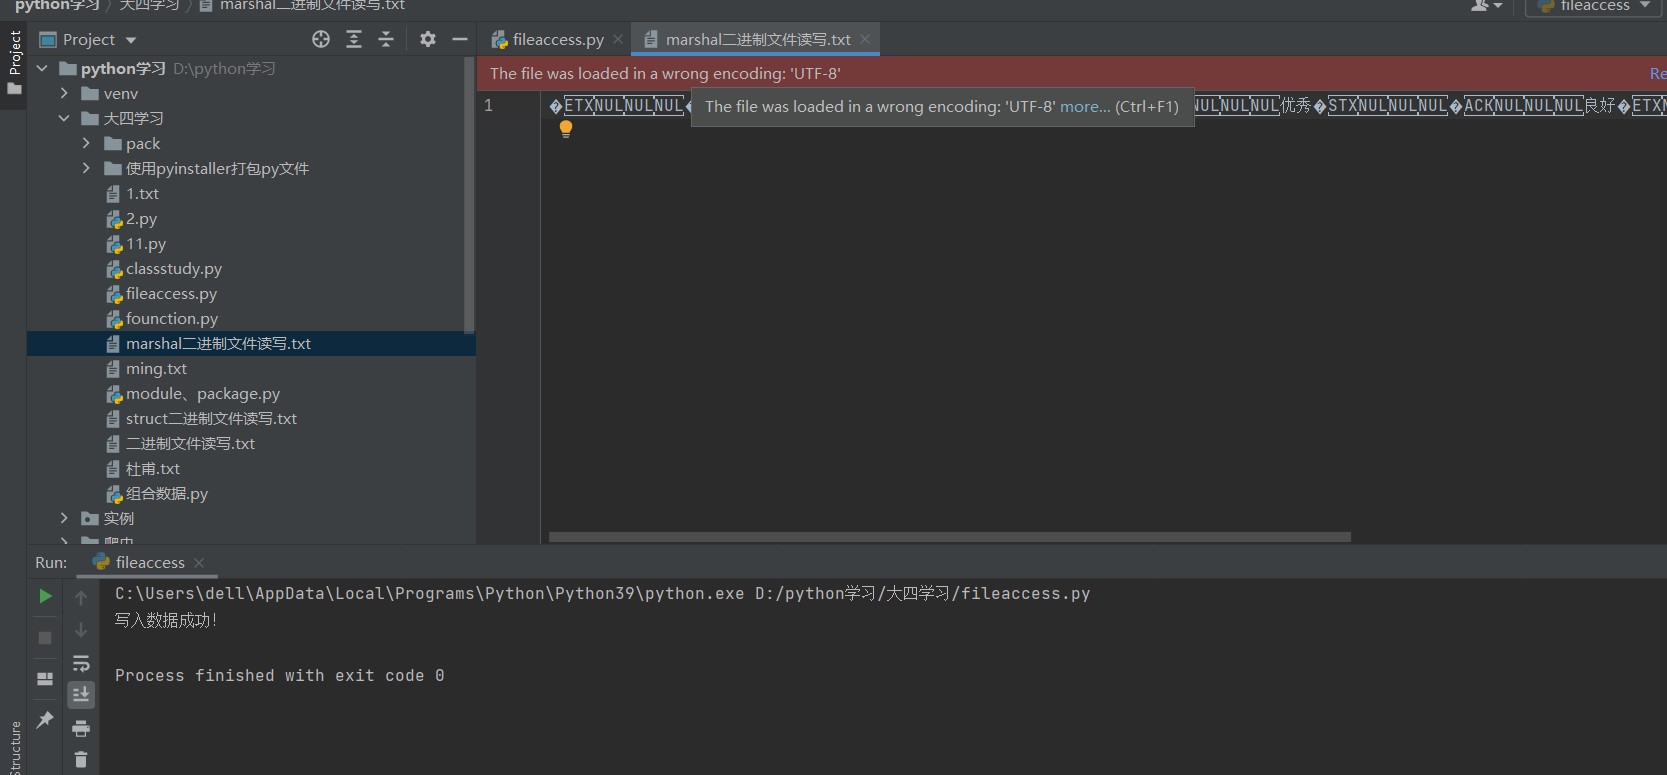 python学习 大四学习 marshal二进制文件读写.txt
fileaccess
Project
Project
fileaccess.py
marshal二进制文件读写.txt
python学习 D:\python学习
The file was loaded in a wrong encoding: 'UTF-8'
Re
venv
1
�ETXNULNULNUL�
The file was loaded in a wrong encoding: 'UTF-8' more... (Ctrl+F1)
NULNULNUL优秀�STXNULNULNUL�ACKNULNULNUL良好�ETXN
大四学习
pack
使用pyinstaller打包py文件
1.txt
2.py
11.py
classstudy.py
fileaccess.py
founction.py
marshal二进制文件读写.txt
ming.txt
module、package.py
struct二进制文件读写.txt
二进制文件读写.txt
杜甫.txt
组合数据.py
实例
爬虫
Run:
fileaccess
C:\Users\dell\AppData\Local\Programs\Python\Python39\python.exe D:/python学习/大四学习/fileaccess.py
写入数据成功！
Process finished with exit code 0
Structure